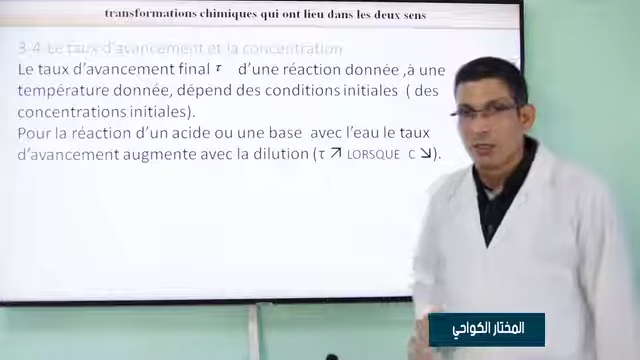 transformations chimiques qui ont lieu dans les deux sens
3-4-Le taux d'avancement et la concentration
Le taux d'avancement final τ d'une réaction donnée ,à une
température donnée, dépend des conditions initiales ( des
concentrations initiales).
Pour la réaction d'un acide ou une base avec l'eau le taux
d'avancement augmente avec la dilution (τ ↗ LORSQUE C ↘).
المختار الكواحي